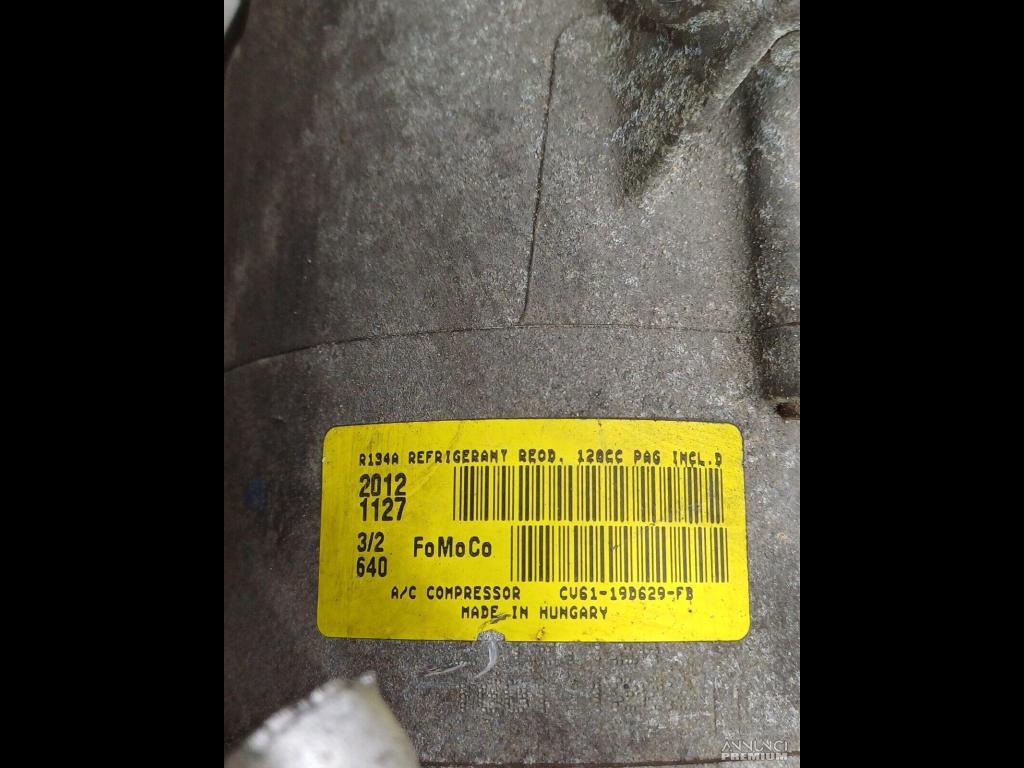 R134A REFRIGERANT REOD. 120CC PAG INCL.D
2012
1127
3/2
640
FoMoCo
A/C COMPRESSOR CV61-19D629-FB
MADE IN HUNGARY
ANNUNCI
PREMIUM